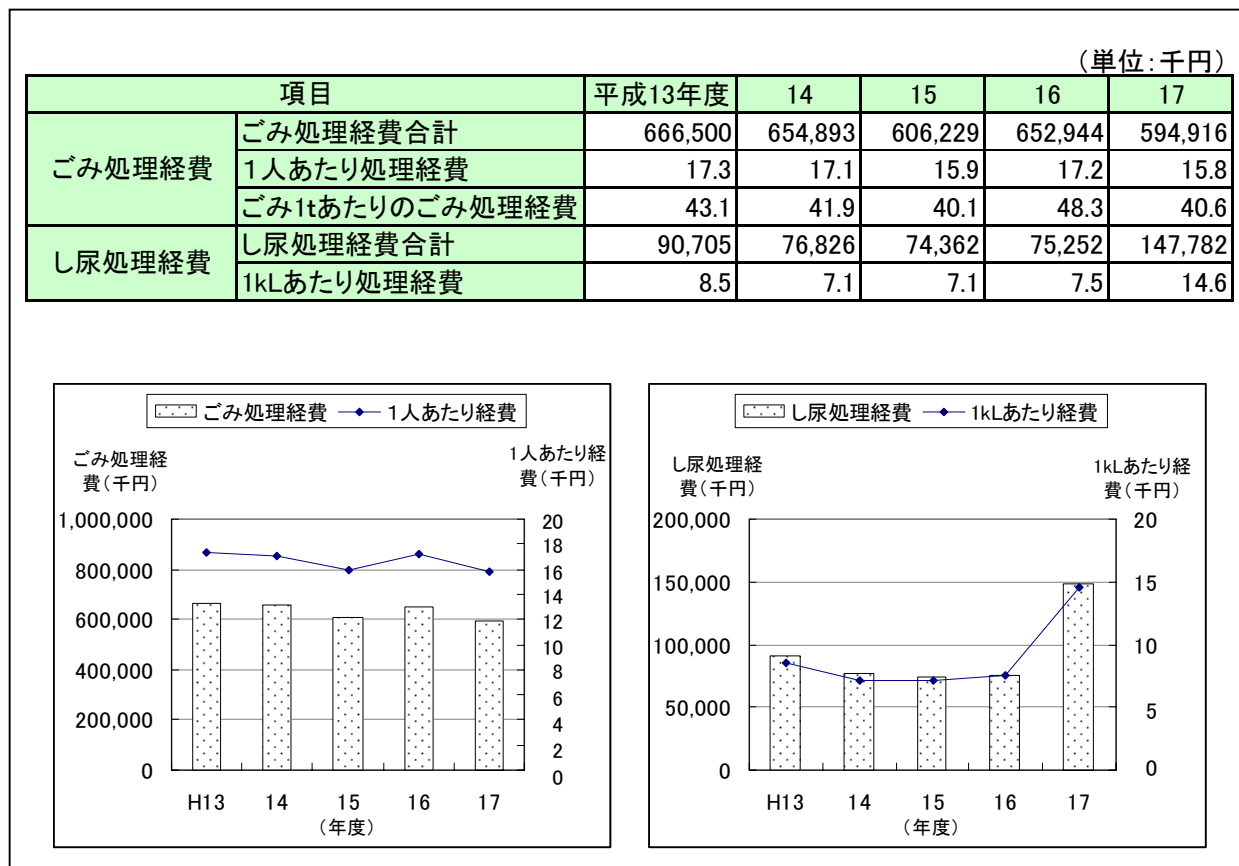 （単位：千円）
項目 平成13年度 14 15 16 17
ごみ処理経費 ごみ処理経費合計 666,500 654,893 606,229 652,944 594,916
１人あたり処理経費 17.3 17.1 15.9 17.2 15.8
ごみ1tあたりのごみ処理経費 43.1 41.9 40.1 48.3 40.6
し尿処理経費 し尿処理経費合計 90,705 76,826 74,362 75,252 147,782
1kLあたり処理経費 8.5 7.1 7.1 7.5 14.6
ごみ処理経費 １人あたり経費
ごみ処理経
費（千円）
１人あたり経
費（千円）
1,000,000
800,000
600,000
400,000
200,000
0
20
18
16
14
12
10
8
6
4
2
0
H13 14 15 16 17
（年度）
し尿処理経費 1kLあたり経費
し尿処理経
費（千円）
1kLあたり経
費（千円）
200,000
150,000
100,000
50,000
0
20
15
10
5
0
H13 14 15 16 17
（年度）